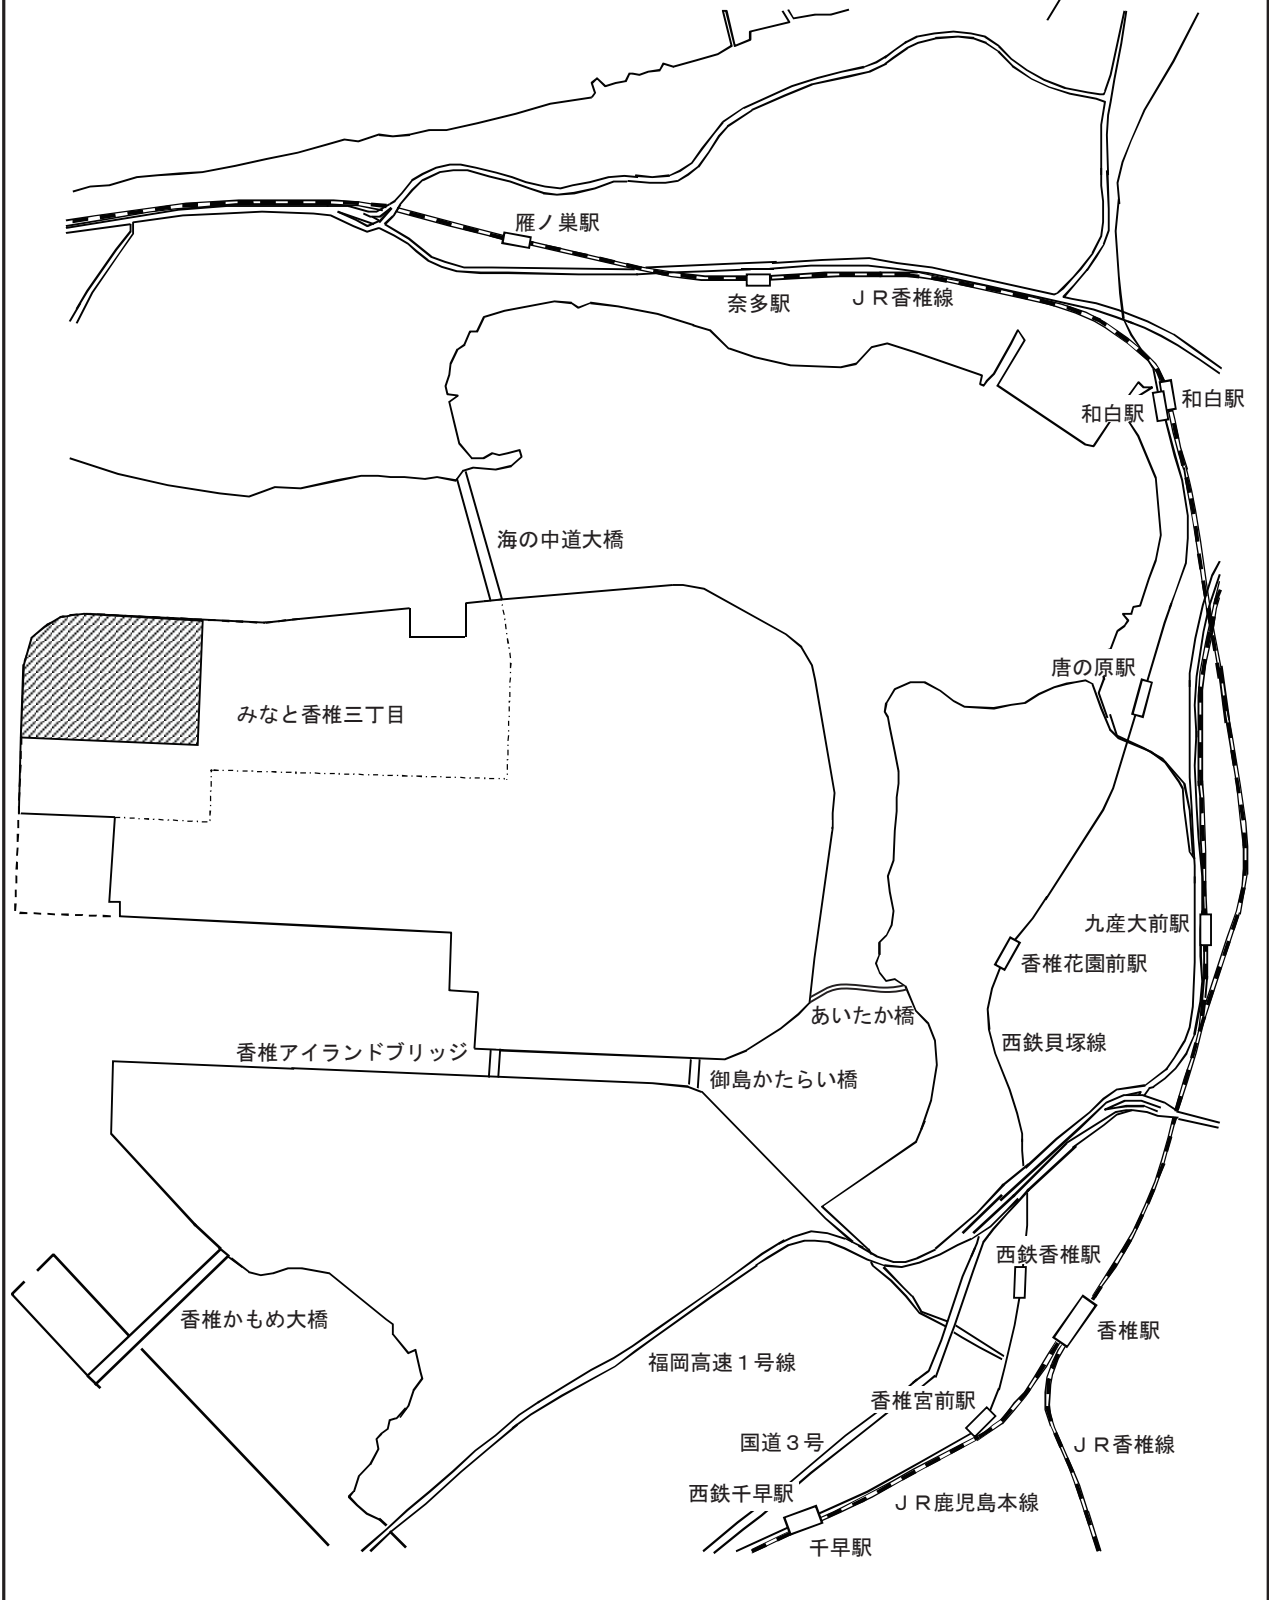 雁ノ巣駅
奈多駅
ＪＲ香椎線
和白駅
和白駅
海の中道大橋
唐の原駅
みなと香椎三丁目
九産大前駅
香椎花園前駅
あいたか橋
西鉄貝塚線
香椎アイランドブリッジ
御島かたらい橋
西鉄香椎駅
香椎かもめ大橋
香椎駅
福岡高速１号線
香椎宮前駅
国道３号
ＪＲ香椎線
西鉄千早駅
ＪＲ鹿児島本線
千早駅